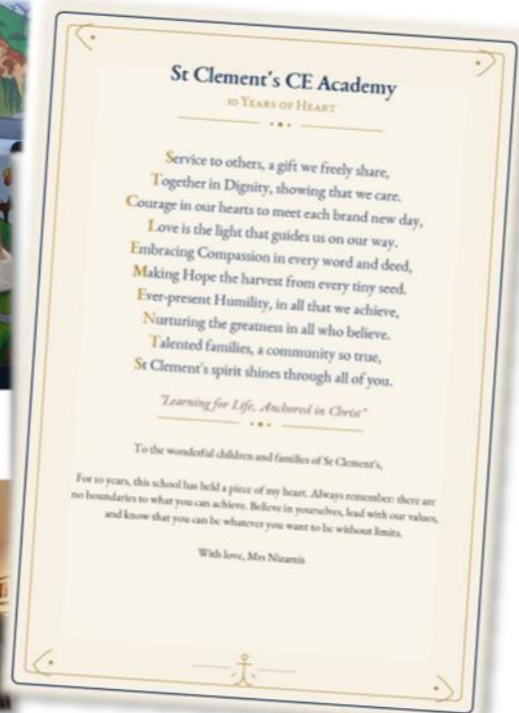 St Clement's CE Academy
10 YEARS OF HEART
Service to others, a gift we freely share,
Together in Dignity, showing that we care.
Courage in our hearts to meet each brand new day,
Love is the light that guides us on our way.
Embracing Compassion in every word and deed,
Making Hope the harvest from every tiny seed.
Ever-present Humility, in all that we achieve,
Nurturing the greatness in all who believe.
Talented families, a community so true,
St Clement's spirit shines through all of you.
"Learning for Life, Anchored in Christ"
To the wonderful children and families of St Clement's,
For 10 years, this school has held a piece of my heart. Always remember: there are
no boundaries to what you can achieve. Believe in yourselves, lead with our values,
and know that you can be whatever you want to be without limits.
With love, Mrs